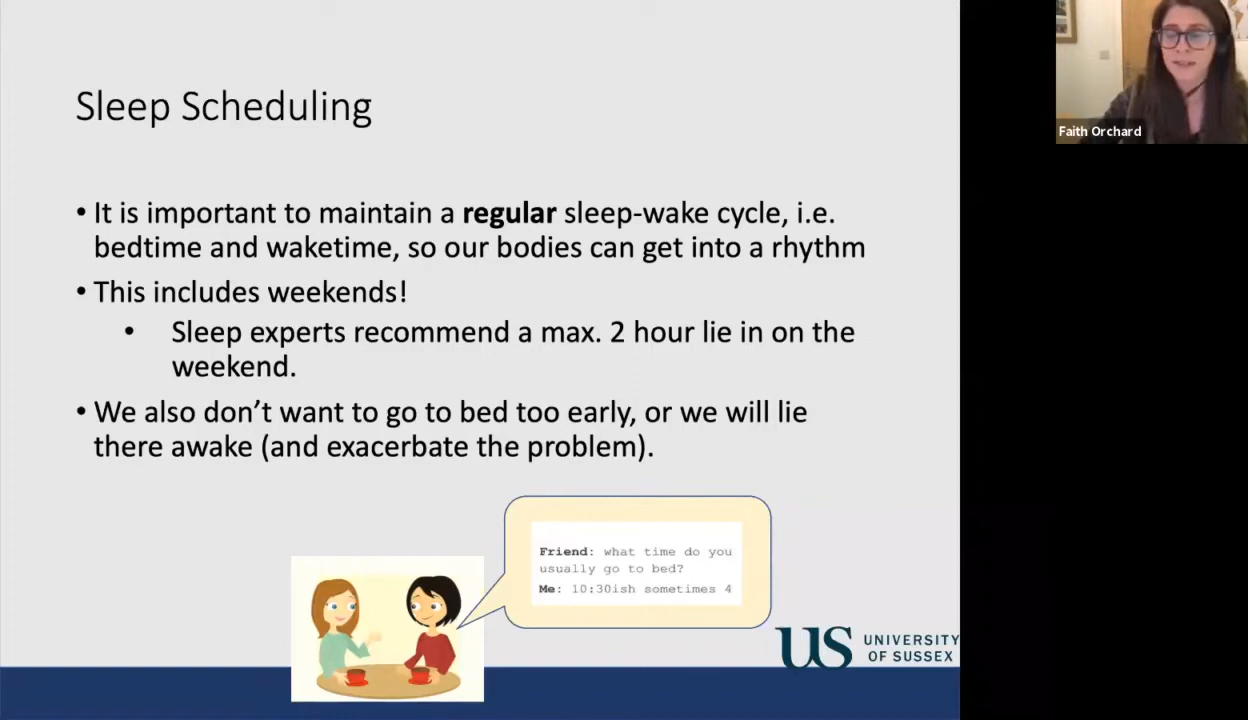 Sleep Scheduling
• It is important to maintain a regular sleep-wake cycle, i.e.
bedtime and waketime, so our bodies can get into a rhythm
• This includes weekends!
• Sleep experts recommend a max. 2 hour lie in on the
weekend.
• We also don't want to go to bed too early, or we will lie
there awake (and exacerbate the problem).
Friend: what time do you
usually go to bed?
Me: 10:30ish sometimes 4
US UNIVERSITY
OF SUSSEX
Faith Orchard